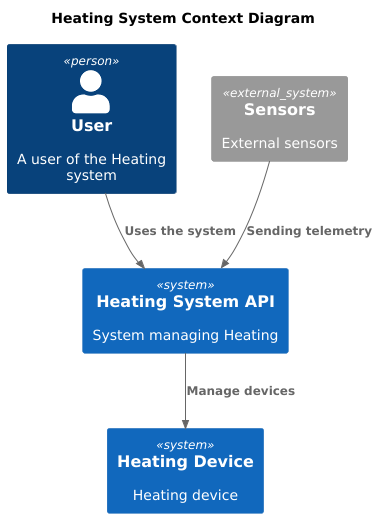 Heating System Context Diagram
«person»
User
A user of the Heating
system
«external_system»
Sensors
External sensors
Uses the system
Sending telemetry
«system»
Heating System API
System managing Heating
Manage devices
«system»
Heating Device
Heating device